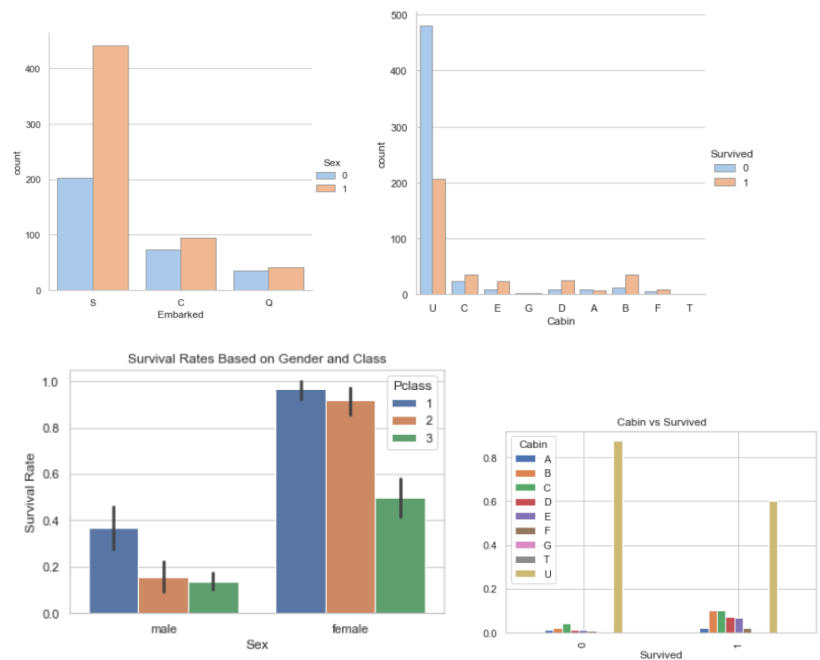 400
300
200
100
0
count
S
C
Q
Embarked
Sex
0
1
500
400
300
200
100
0
count
U
C
E
G
D
A
B
F
T
Cabin
Survived
0
1
Survival Rates Based on Gender and Class
1.0
0.8
0.6
0.4
0.2
0.0
Survival Rate
male
female
Sex
Pclass
1
2
3
Cabin vs Survived
0.8
0.6
0.4
0.2
0.0
Cabin
A
B
C
D
E
F
G
T
U
0
1
Survived